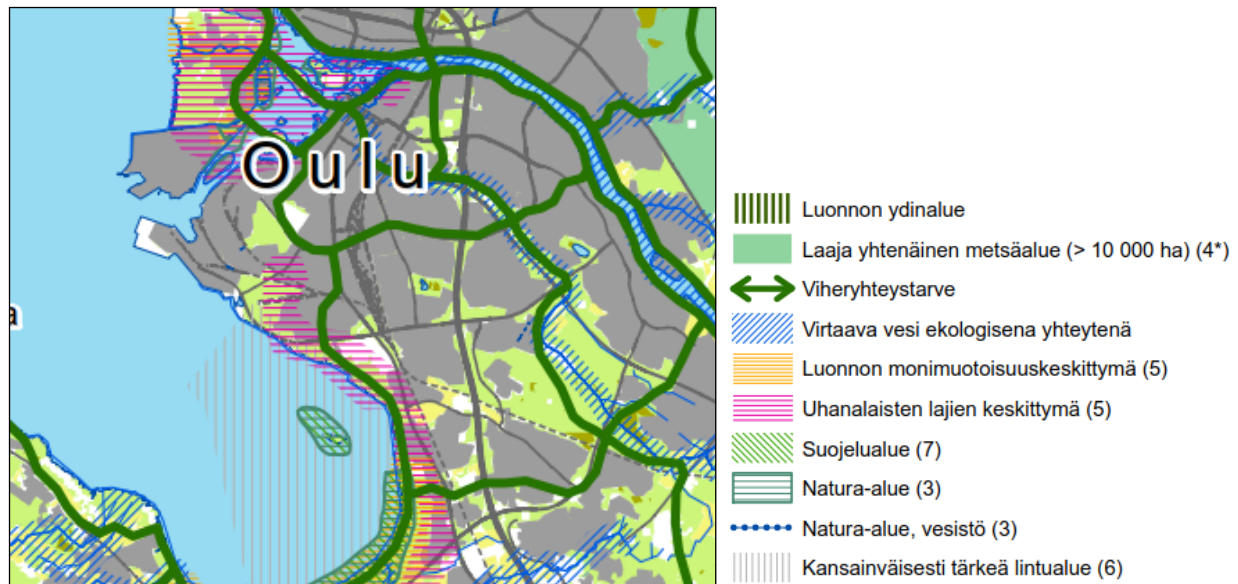 Oulu
a
Luonnon ydinalue
Laaja yhtenäinen metsäalue (> 10 000 ha) (4*)
Viheryhteystarve
Virtaava vesi ekologisena yhteytenä
Luonnon monimuotoisuuskeskittymä (5)
Uhanalaisten lajien keskittymä (5)
Suojelualue (7)
Natura-alue (3)
Natura-alue, vesistö (3)
Kansainväisesti tärkeä lintualue (6)